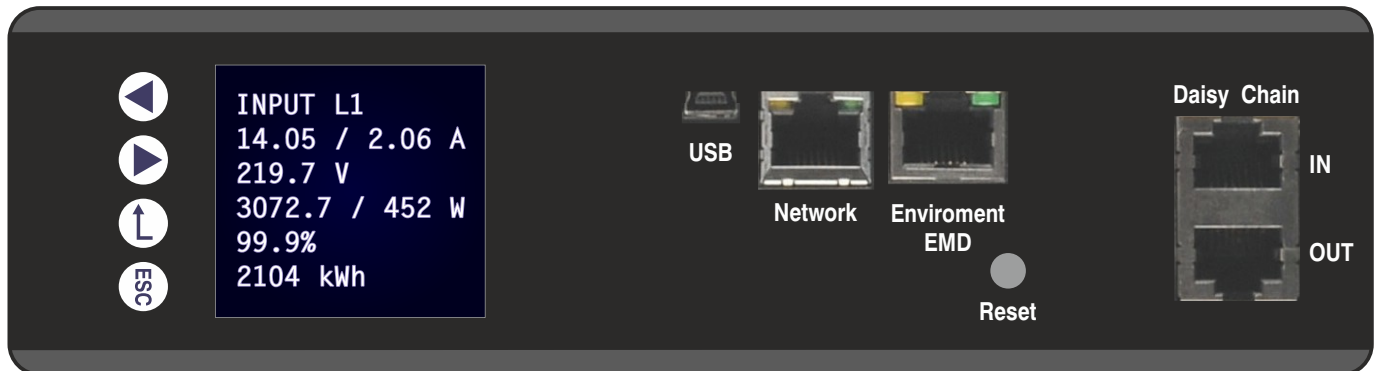 INPUT L1
14.05 / 2.06 A
219.7 V
3072.7 / 452 W
99.9%
2104 kWh
ESC
USB
Network
Enviroment
EMD
Reset
Daisy Chain
IN
OUT